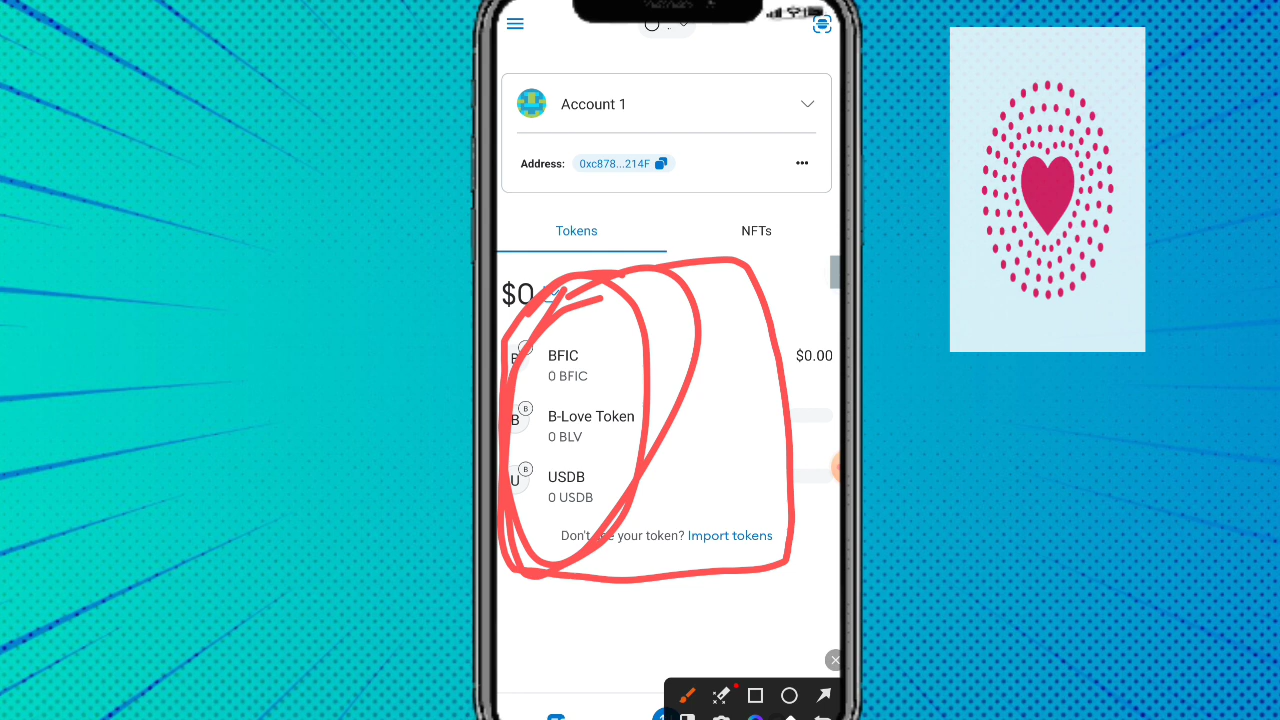 Account 1
Address: 0xc878...214F
Tokens NFTs
$0
B BFIC $0.00
0 BFIC
B
B B-Love Token
0 BLV
B
U USDB
0 USDB
your token? Import tokens